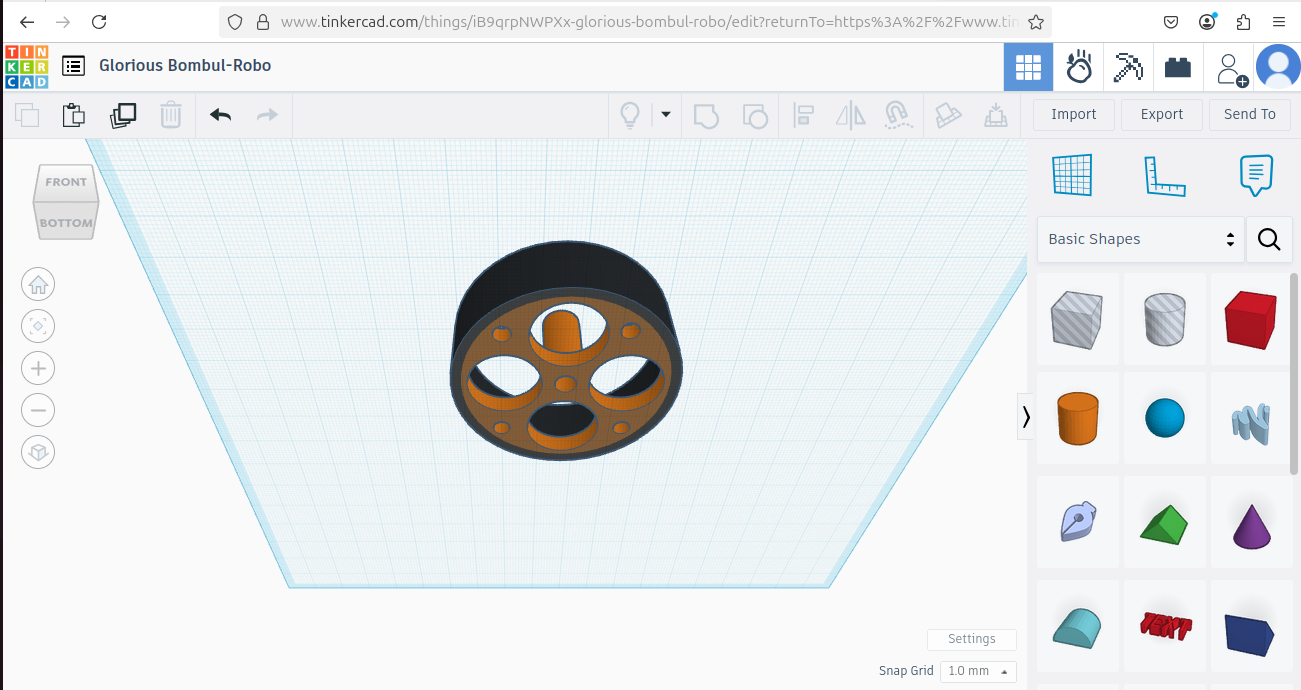 www.tinkercad.com/things/iB9qrpNWPXx-glorious-bombul-robo/edit?returnTo=https%3A%2F%2Fwww.tin
TIN
KER
CAD
Glorious Bombul-Robo
Import
Export
Send To
FRONT
BOTTOM
Basic Shapes
TEXT
Settings
Snap Grid
1.0 mm